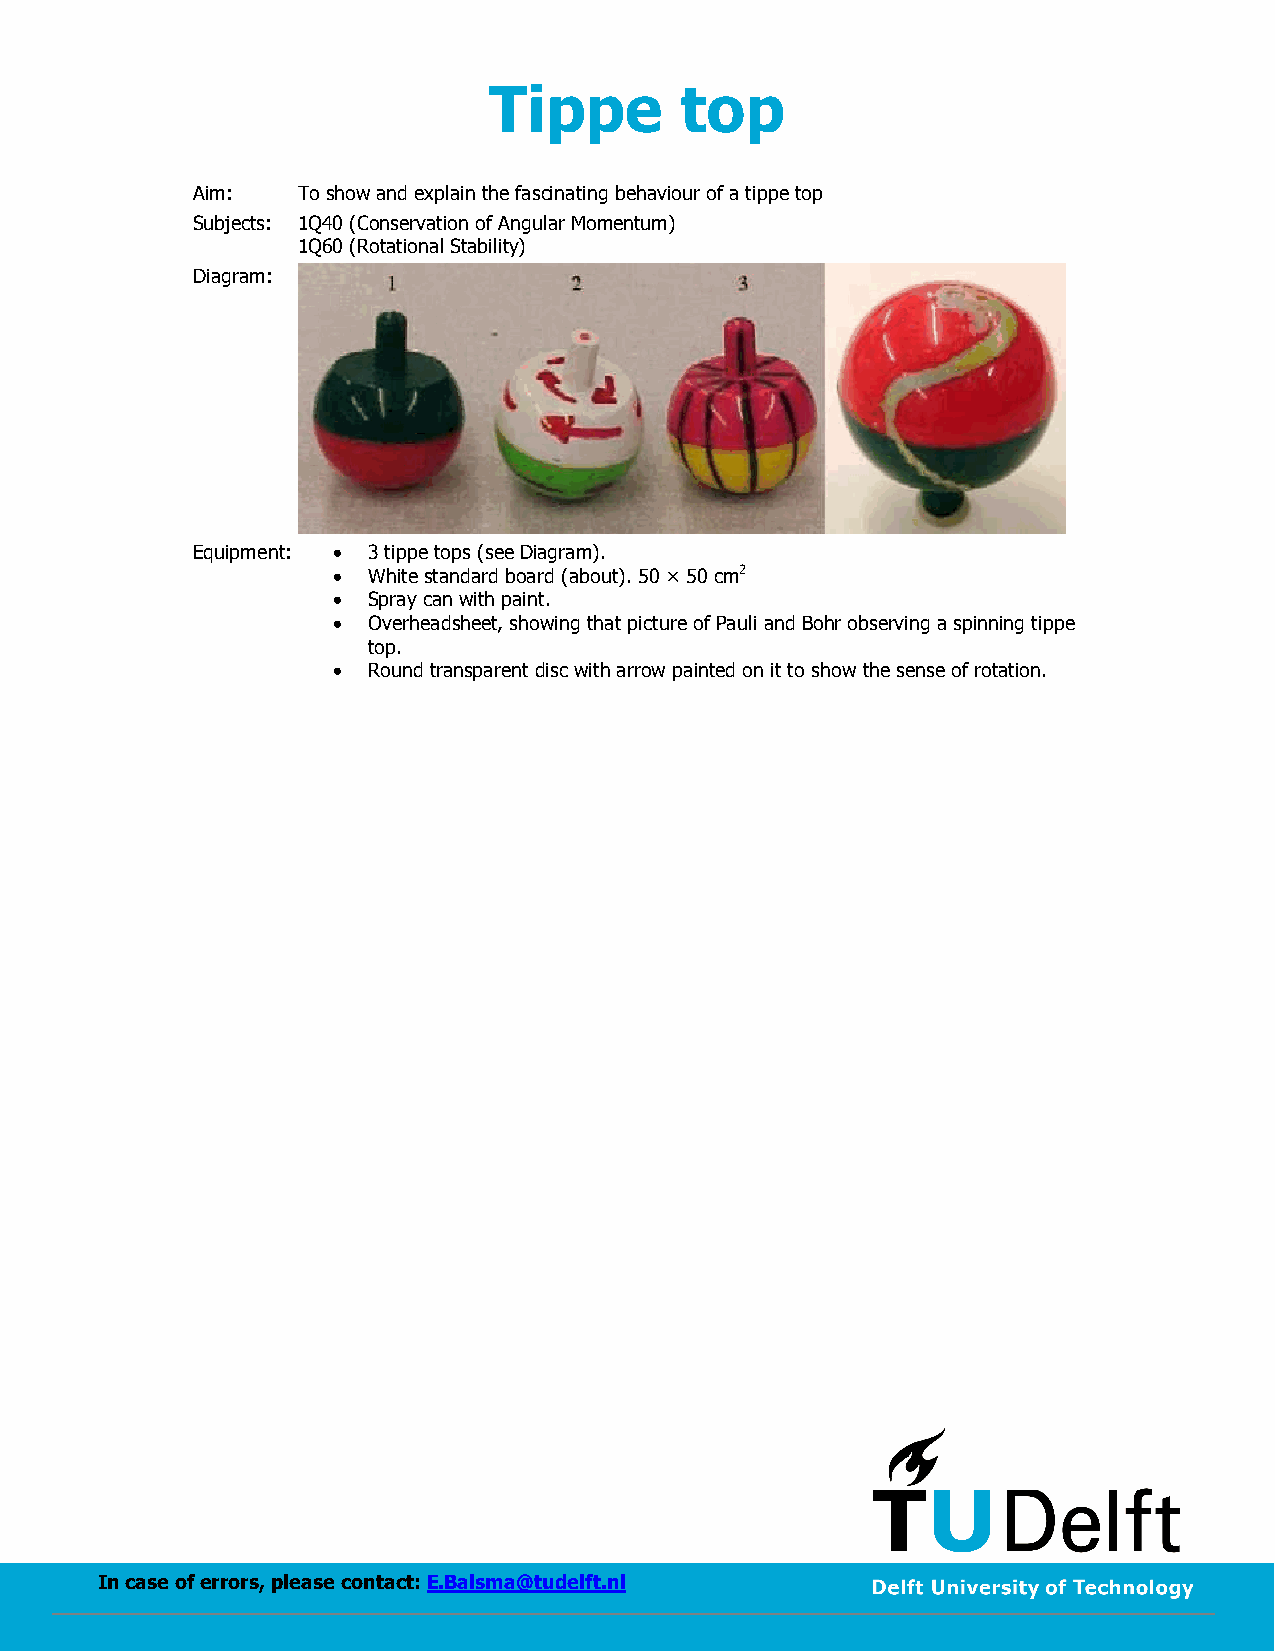 Tippe top
Aim: To show and explain the fascinating behaviour of a tippe top
Subjects: 1Q40 (Conservation of Angular Momentum)
1Q60 (Rotational Stability)
Diagram:
1 2 3
Equipment: • 3 tippe tops (see Diagram).
• White standard board (about). 50 × 50 cm²
• Spray can with paint.
• Overheadsheet, showing that picture of Pauli and Bohr observing a spinning tippe
top.
• Round transparent disc with arrow painted on it to show the sense of rotation.
TUDelft
In case of errors, please contact: E.Balsma@tudelft.nl
Delft University of Technology